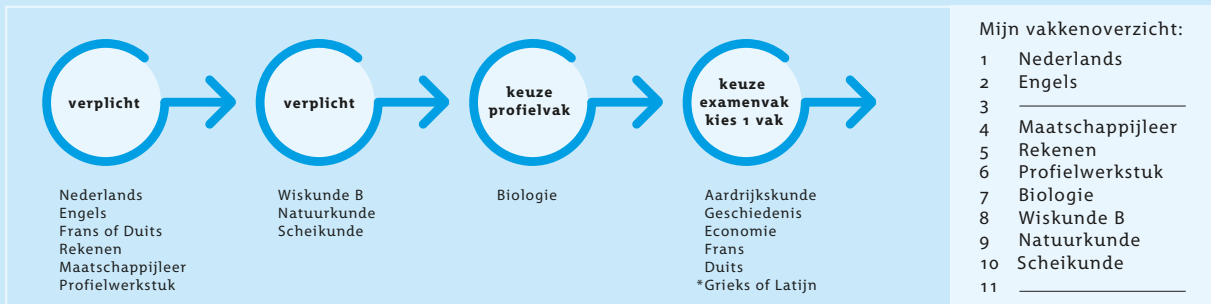 verplicht
Nederlands
Engels
Frans of Duits
Rekenen
Maatschappijleer
Profielwerkstuk
verplicht
Wiskunde B
Natuurkunde
Scheikunde
keuze
profielvak
Biologie
keuze
examenvak
kies 1 vak
Aardrijkskunde
Geschiedenis
Economie
Frans
Duits
*Grieks of Latijn
Mijn vakkenoverzicht:
1 Nederlands
2 Engels
3
4 Maatschappijleer
5 Rekenen
6 Profielwerkstuk
7 Biologie
8 Wiskunde B
9 Natuurkunde
10 Scheikunde
11